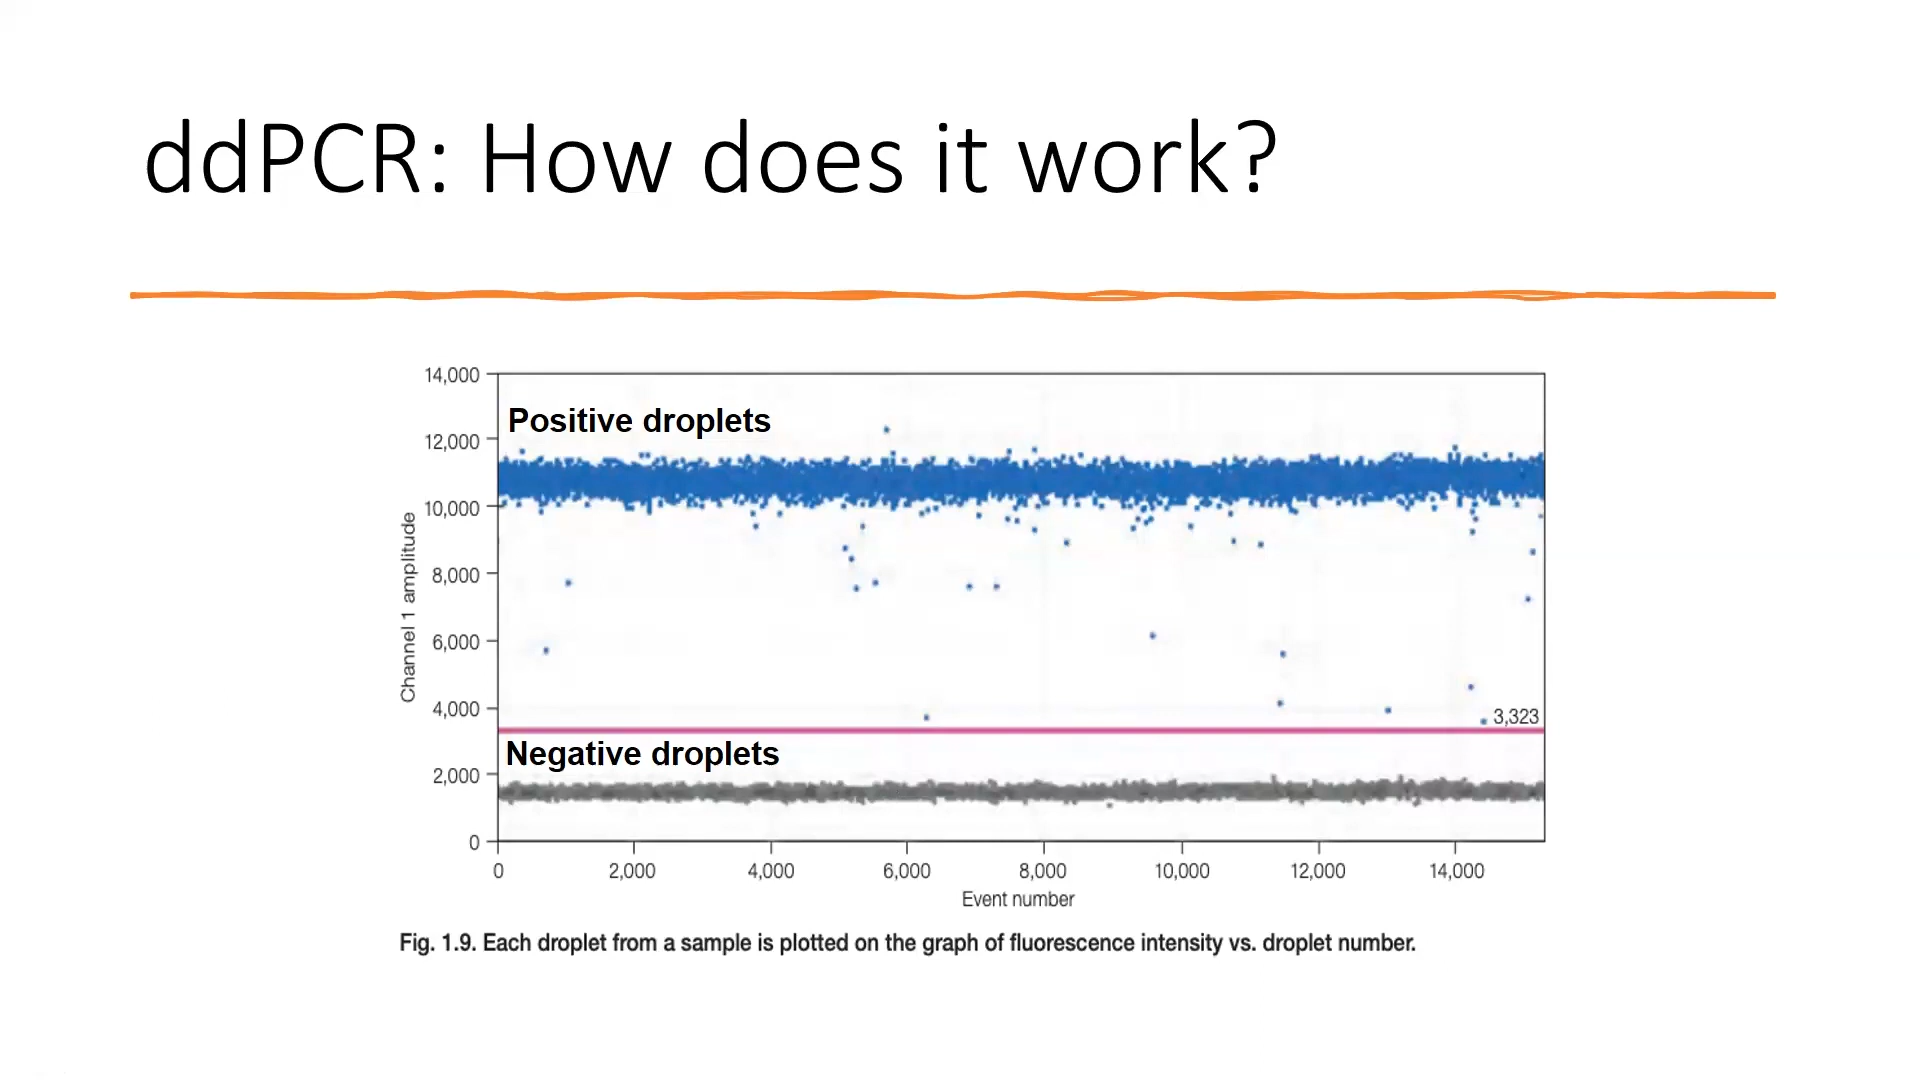 ddPCR: How does it work?
14,000
12,000
10,000
8,000
6,000
4,000
2,000
0
Channel 1 amplitude
Positive droplets
3,323
Negative droplets
0 2,000 4,000 6,000 8,000 10,000 12,000 14,000
Event number
Fig. 1.9. Each droplet from a sample is plotted on the graph of fluorescence intensity vs. droplet number.